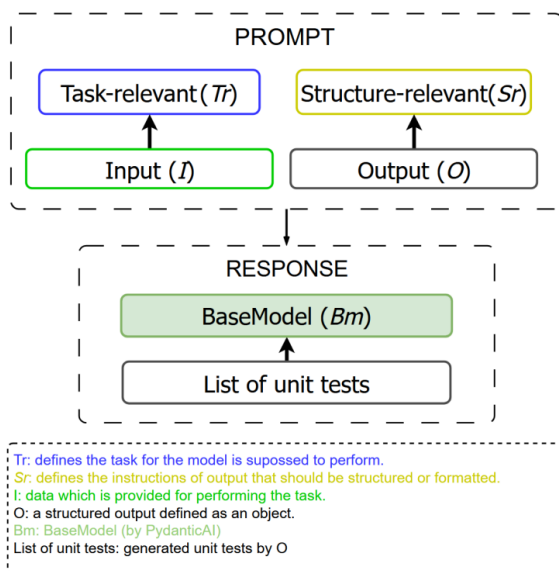 PROMPT
Task-relevant(Tr)
Structure-relevant(Sr)
Input (I)
Output (O)
RESPONSE
BaseModel (Bm)
List of unit tests
Tr: defines the task for the model is supossed to perform.
Sr: defines the instructions of output that should be structured or formatted.
I: data which is provided for performing the task.
O: a structured output defined as an object.
Bm: BaseModel (by PydanticAI)
List of unit tests: generated unit tests by O